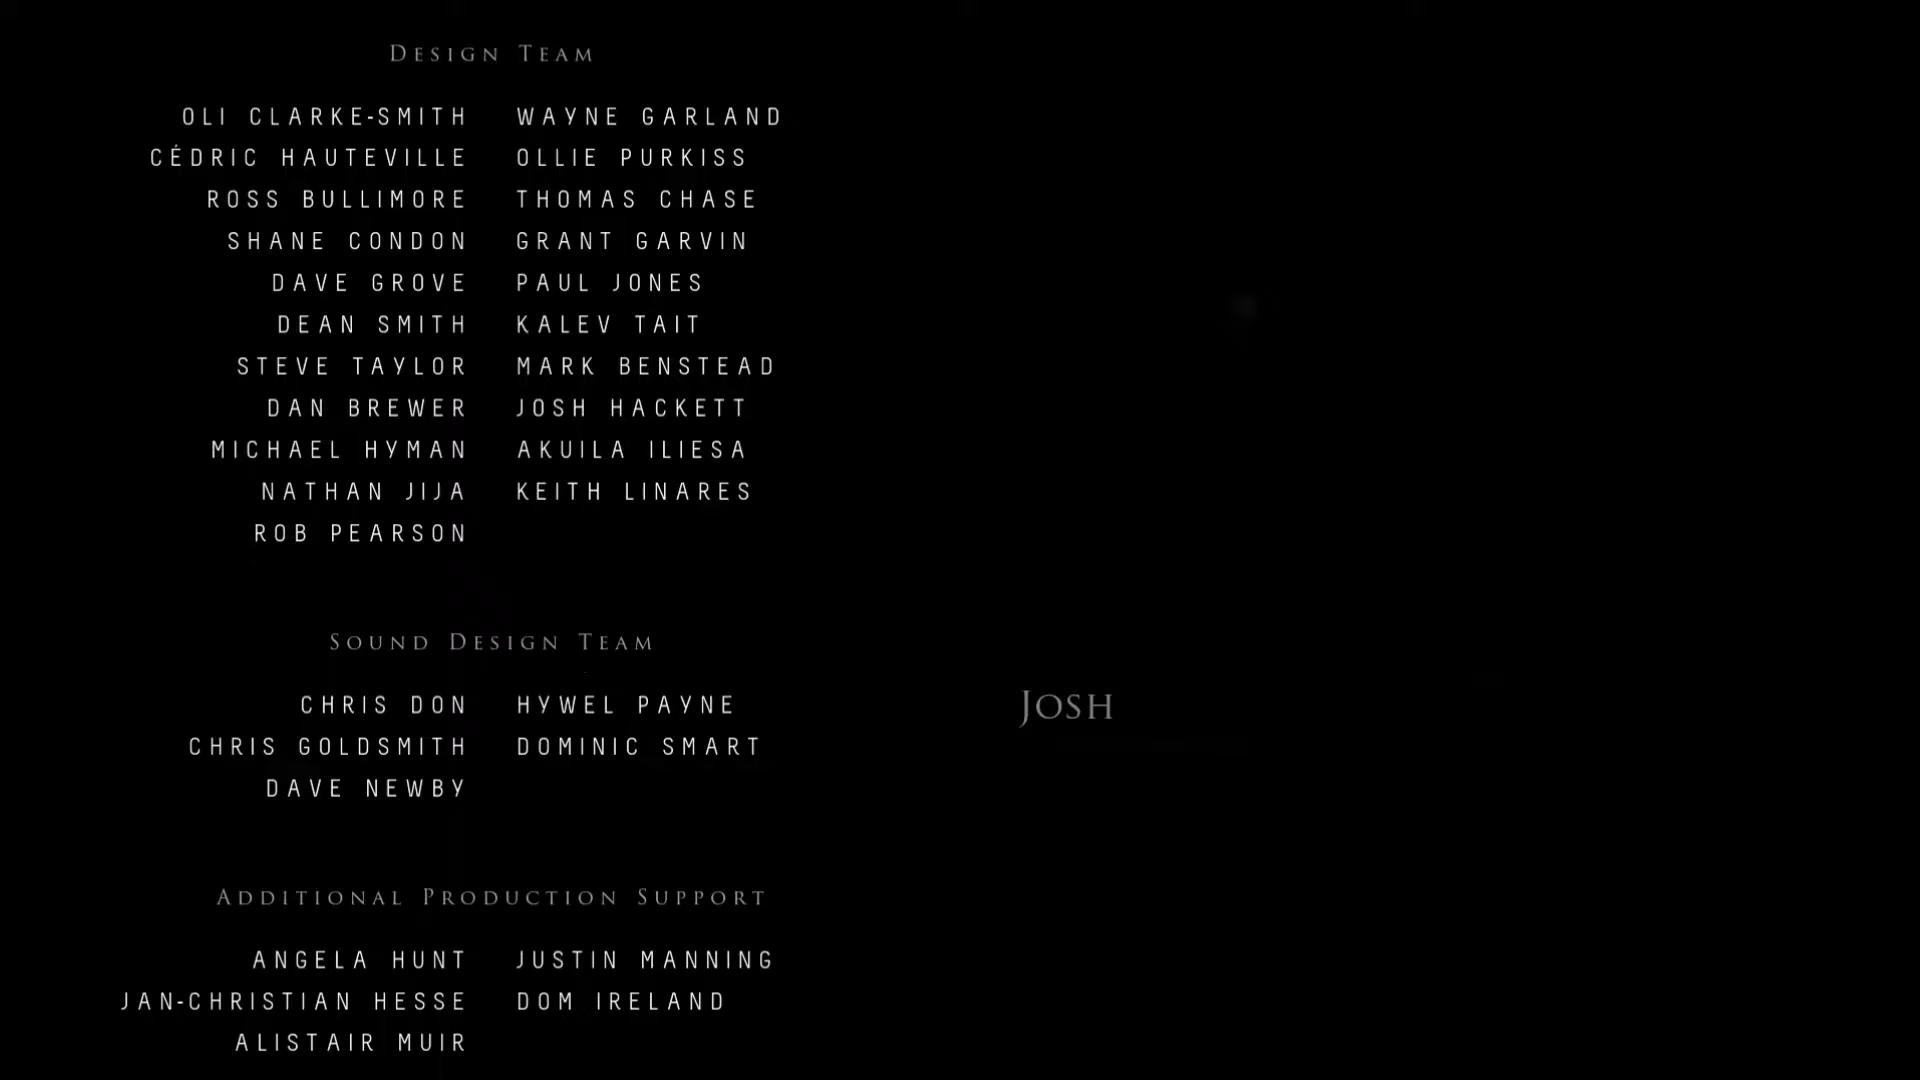 Design Team
OLI CLARKE-SMITH WAYNE GARLAND
CÉDRIC HAUTEVILLE OLLIE PURKISS
ROSS BULLIMORE THOMAS CHASE
SHANE CONDON GRANT GARVIN
DAVE GROVE PAUL JONES
DEAN SMITH KALEV TAIT
STEVE TAYLOR MARK BENSTEAD
DAN BREWER JOSH HACKETT
MICHAEL HYMAN AKUILA ILIESA
NATHAN JIJA KEITH LINARES
ROB PEARSON
Sound Design Team
CHRIS DON HYWEL PAYNE
CHRIS GOLDSMITH DOMINIC SMART
DAVE NEWBY
Josh
Additional Production Support
ANGELA HUNT JUSTIN MANNING
JAN-CHRISTIAN HESSE DOM IRELAND
ALISTAIR MUIR